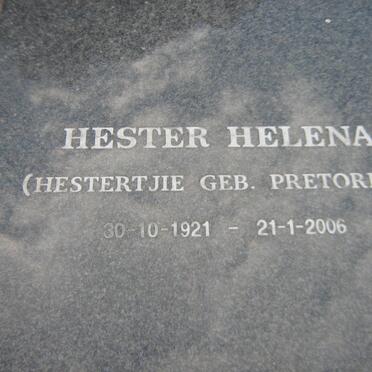 HESTER HELENA
(HESTERTJIE GEB. PRETORI
30-10-1921 – 21-1-2006